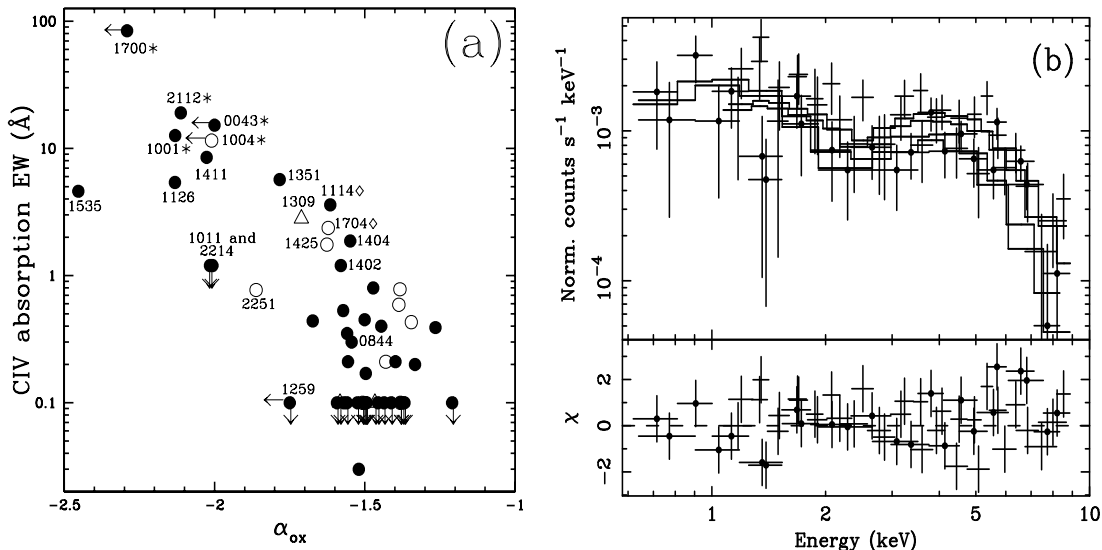 (a)
CIV absorption EW (Å)
100
10
1
0.1
1700*
2112*
0043*
1001*
1004*
1411
1535
1126
1351
1114◊
1309
1704◊
1425
1404
1011 and
2214
1402
2251
0844
1259
-2.5 -2 -1.5 -1
αox
(b)
Norm. counts s⁻¹ keV⁻¹
10⁻³
10⁻⁴
χ
2
0
-2
1 2 5 10
Energy (keV)